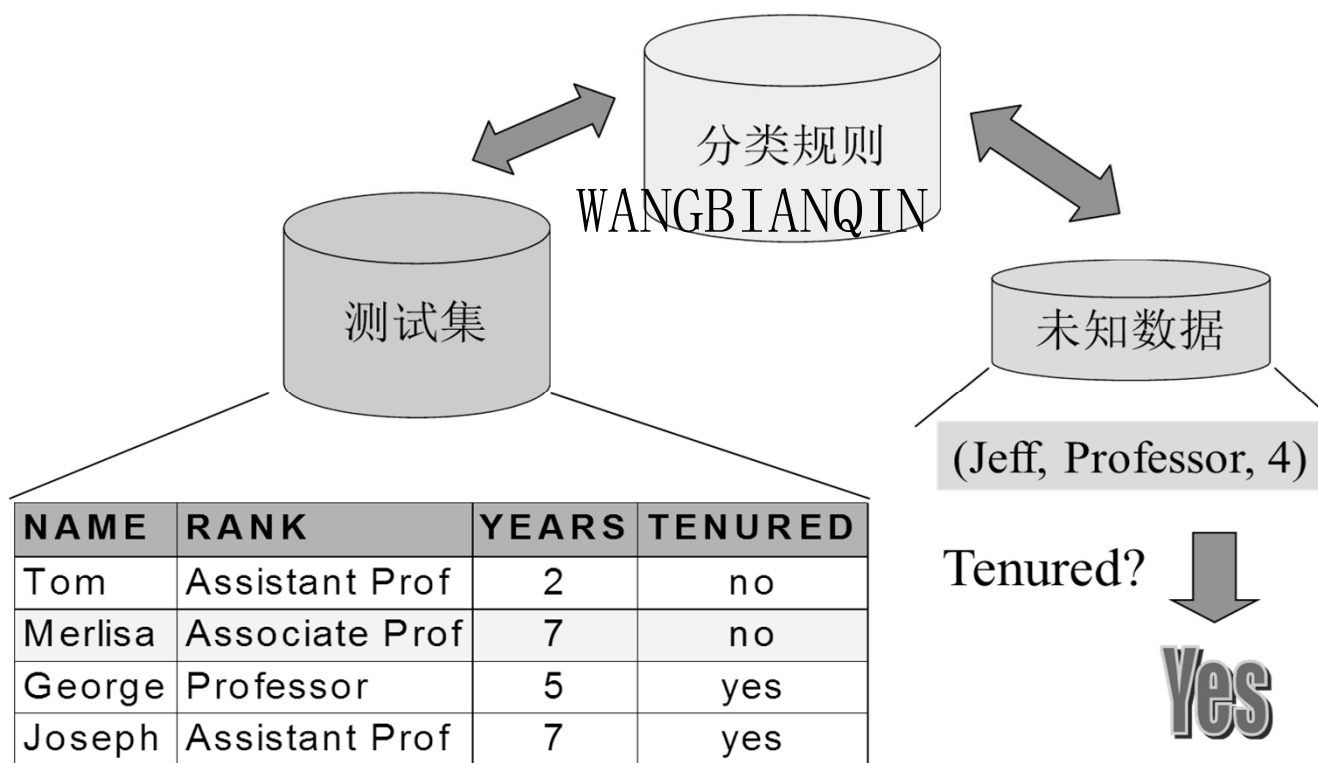 分类规则
WANGBIANQIN
测试集
未知数据
(Jeff, Professor, 4)
NAME RANK YEARS TENURED
Tom Assistant Prof 2 no
Merlisa Associate Prof 7 no
George Professor 5 yes
Joseph Assistant Prof 7 yes
Tenured?
Yes